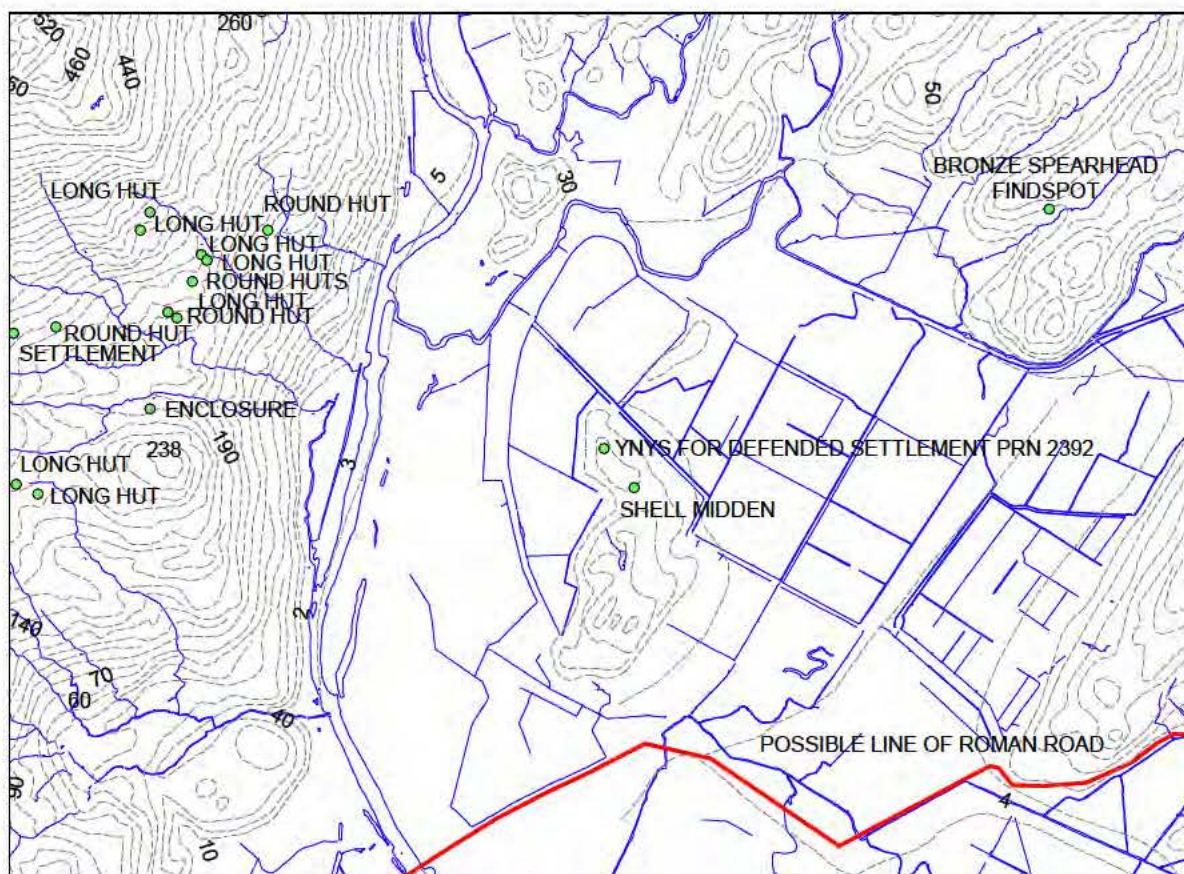 520
460
440
260
60
50
BRONZE SPEARHEAD
FINDSPOT
5
30
LONG HUT
ROUND HUT
LONG HUT
LONG HUT
LONG HUT
ROUND HUTS
LONG HUT
ROUND HUT
ROUND HUT
SETTLEMENT
ENCLOSURE
238
190
3
YNYS FOR DEFENDED SETTLEMENT PRN 2392
LONG HUT
LONG HUT
SHELL MIDDEN
2
140
70
60
40
POSSIBLE LINE OF ROMAN ROAD
4
10